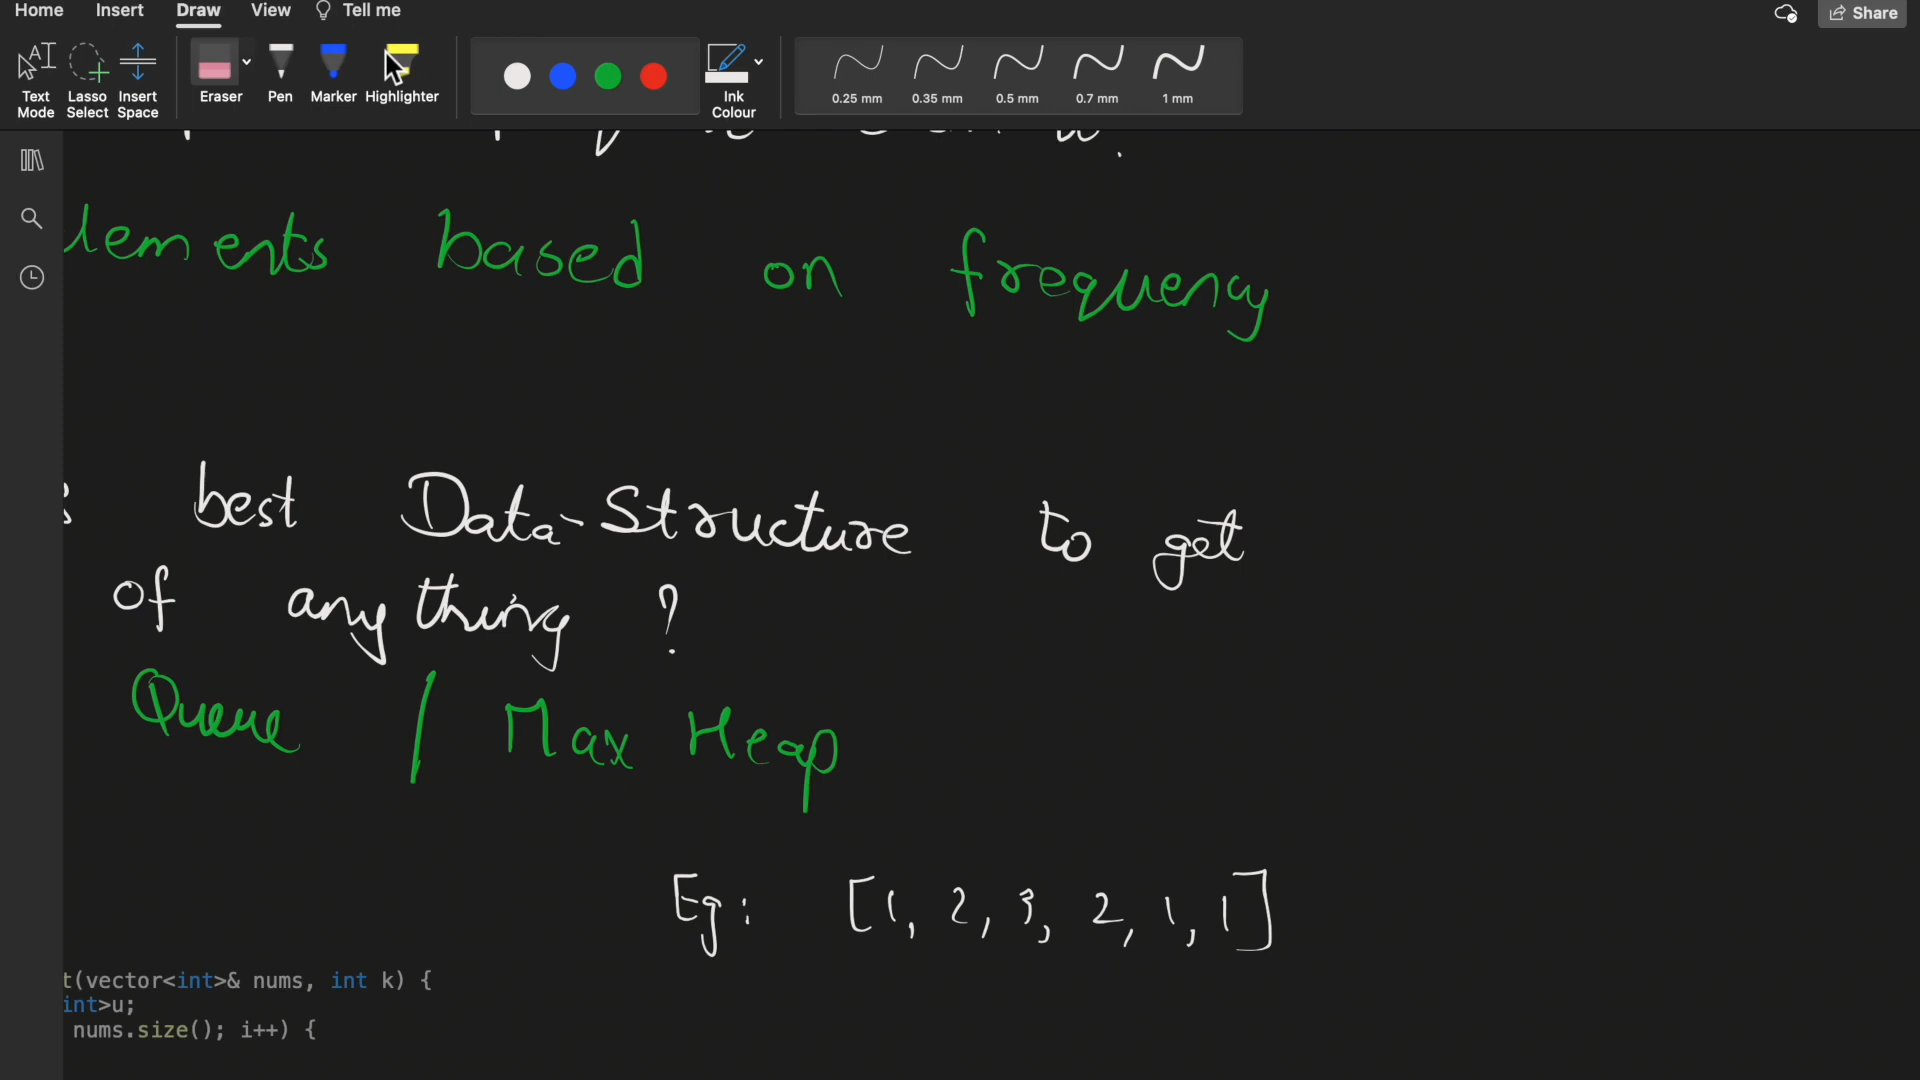 Home Insert Draw View Tell me Share
Text Mode Lasso Select Insert Space Eraser Pen Marker Highlighter Ink Colour 0.25 mm 0.35 mm 0.5 mm 0.7 mm 1 mm
lements based on frequency
best Data-Structure to get
of anything ?
Queue / Max Heap
Eg: [1, 2, 3, 2, 1, 1]
t(vector<int>& nums, int k) {
int>u;
nums.size(); i++) {